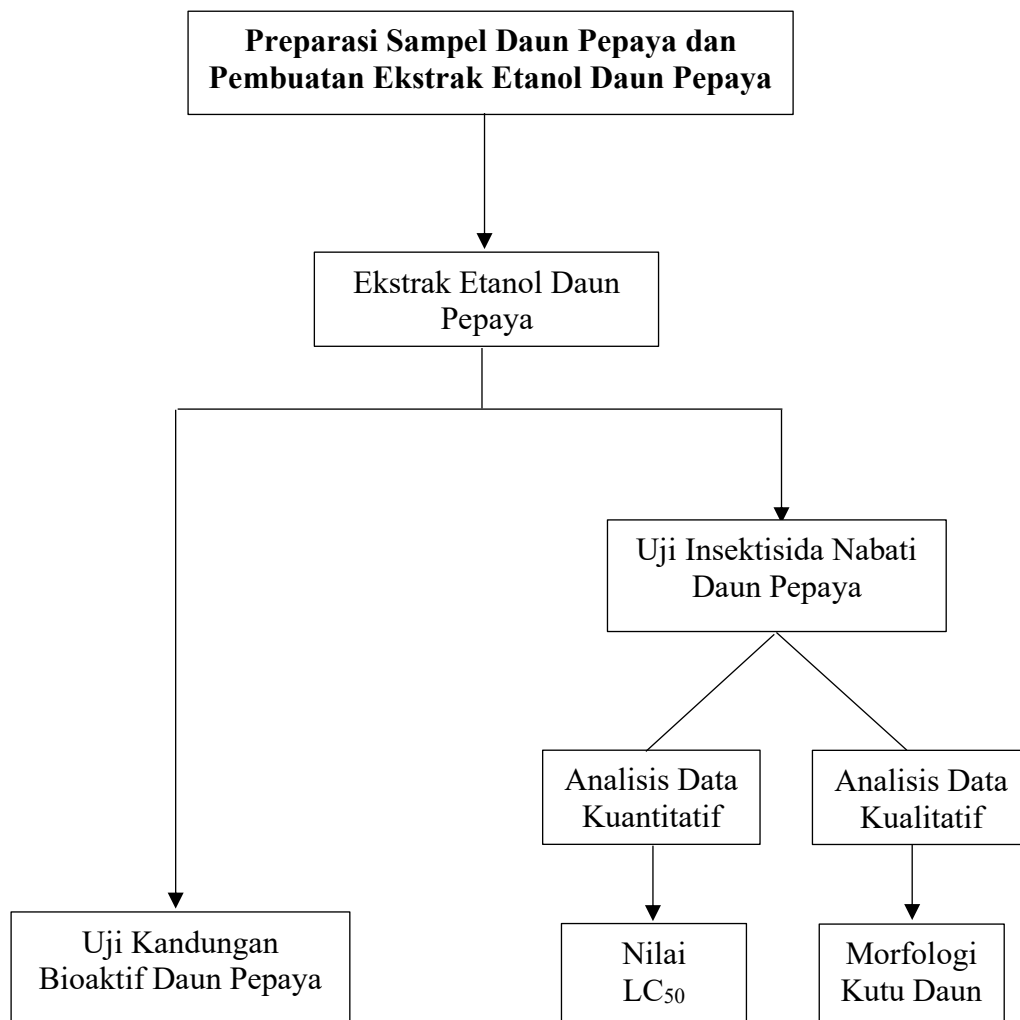 Preparasi Sampel Daun Pepaya dan
Pembuatan Ekstrak Etanol Daun Pepaya
Ekstrak Etanol Daun
Pepaya
Uji Insektisida Nabati
Daun Pepaya
Analisis Data
Kuantitatif
Analisis Data
Kualitatif
Uji Kandungan
Bioaktif Daun Pepaya
Nilai
LC₅₀
Morfologi
Kutu Daun